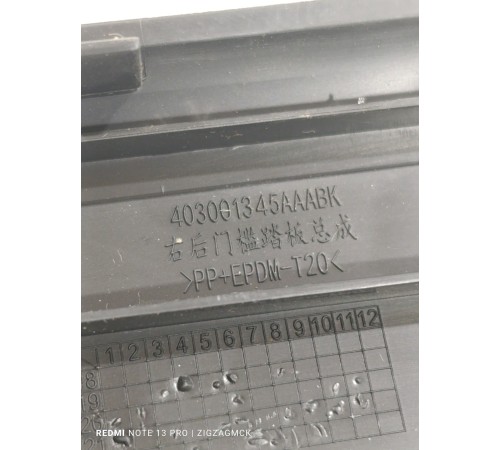 403001345AAABK
右后门槛踏板总成
>PP+EPDM-T20<
1 2 3 4 5 6 7 8 9 10 11 12
REDMI NOTE 13 PRO | ZIGZAGMCK